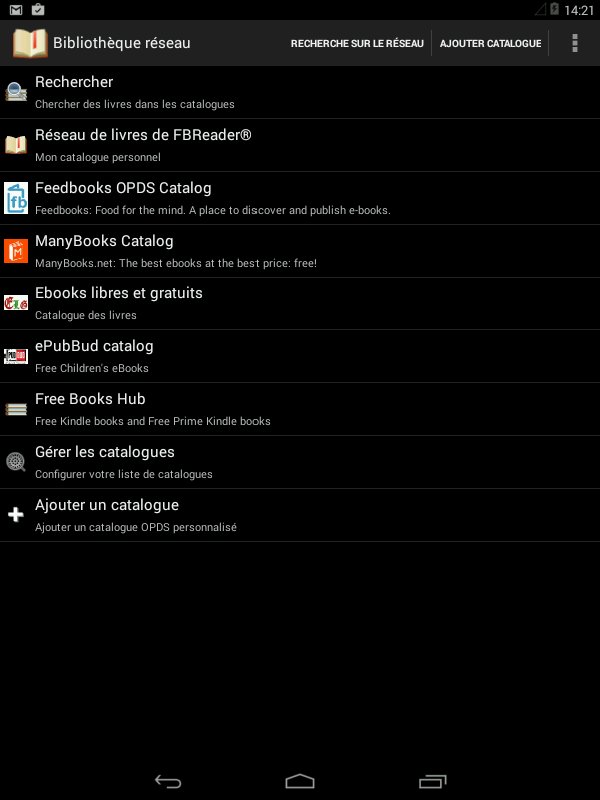 14:21
Bibliothèque réseau
RECHERCHE SUR LE RÉSEAU
AJOUTER CATALOGUE
Rechercher
Chercher des livres dans les catalogues
Réseau de livres de FBReader®
Mon catalogue personnel
fb
Feedbooks OPDS Catalog
Feedbooks: Food for the mind. A place to discover and publish e-books.
M
ManyBooks Catalog
ManyBooks.net: The best ebooks at the best price: free!
Ebooks libres et gratuits
Catalogue des livres
ePubBud catalog
Free Children's eBooks
Free Books Hub
Free Kindle books and Free Prime Kindle books
Gérer les catalogues
Configurer votre liste de catalogues
Ajouter un catalogue
Ajouter un catalogue OPDS personnalisé